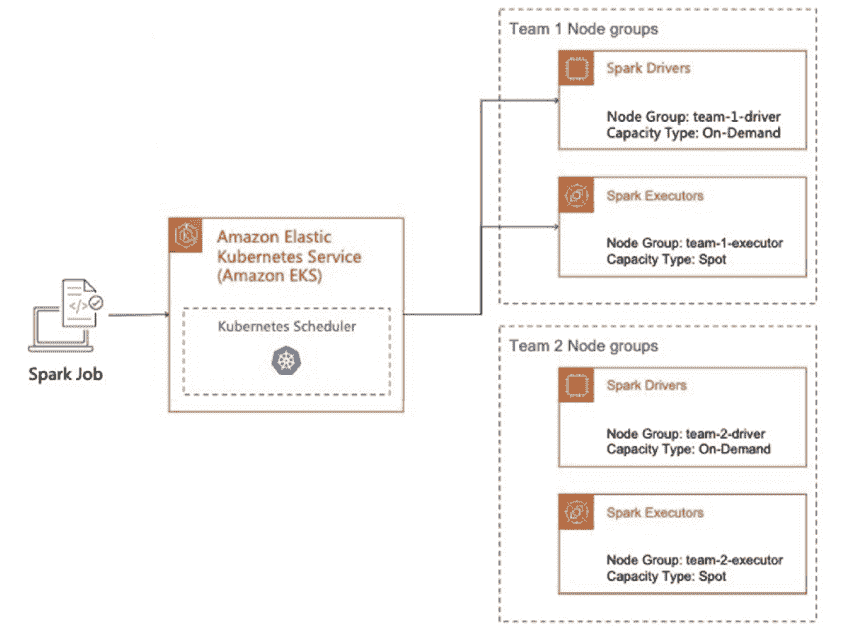 Team 1 Node groups
Spark Drivers
Node Group: team-1-driver
Capacity Type: On-Demand
Spark Executors
Node Group: team-1-executor
Capacity Type: Spot
Amazon Elastic
Kubernetes Service
(Amazon EKS)
Kubernetes Scheduler
</>
Spark Job
Team 2 Node groups
Spark Drivers
Node Group: team-2-driver
Capacity Type: On-Demand
Spark Executors
Node Group: team-2-executor
Capacity Type: Spot